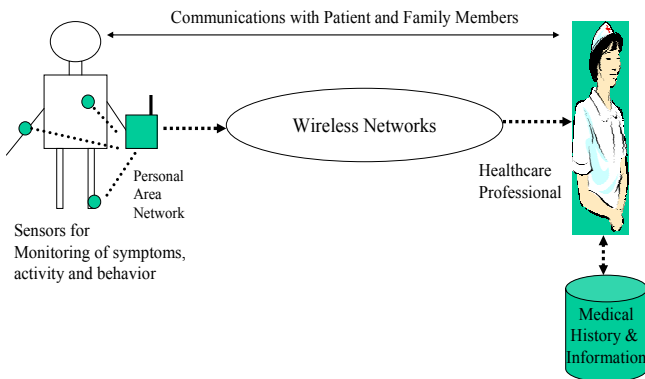 Communications with Patient and Family Members
Wireless Networks
Personal
Area
Network
Healthcare
Professional
Sensors for
Monitoring of symptoms,
activity and behavior
Medical
History &
Information